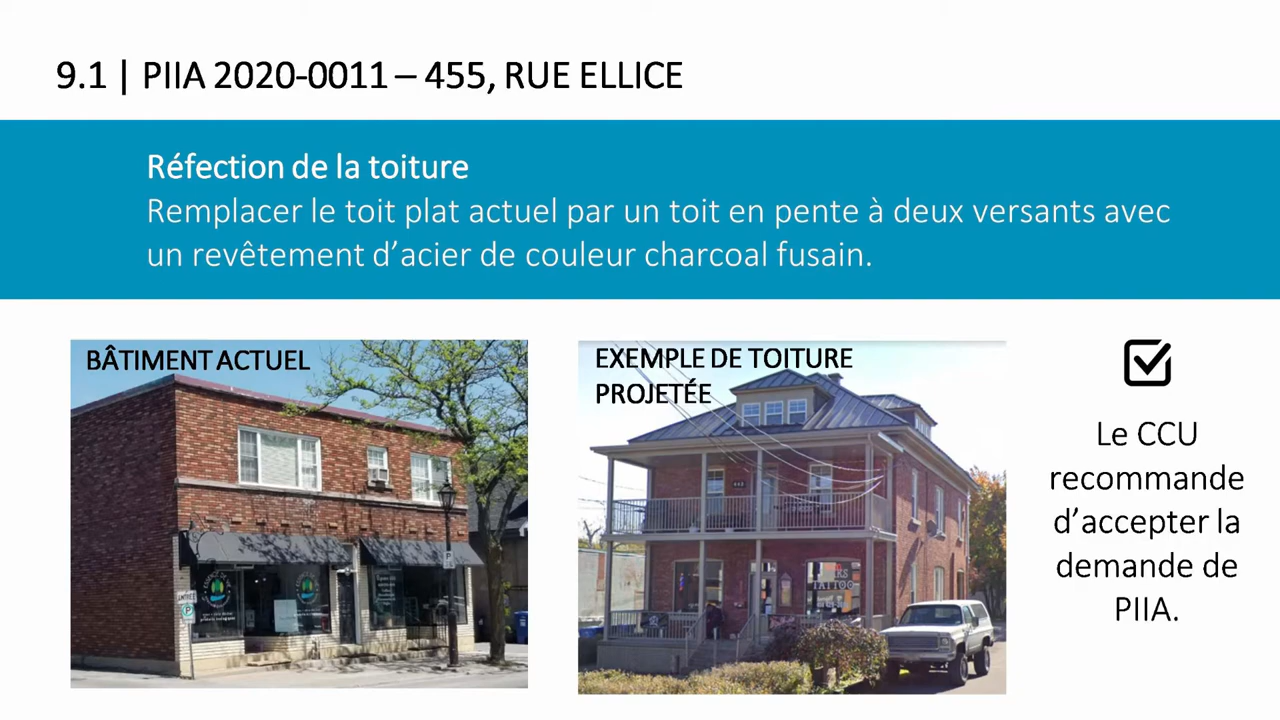 9.1 | PIIA 2020-0011 – 455, RUE ELLICE
Réfection de la toiture
Remplacer le toit plat actuel par un toit en pente à deux versants avec
un revêtement d’acier de couleur charcoal fusain.
BÂTIMENT ACTUEL
EXEMPLE DE TOITURE
PROJETÉE
Le CCU
recommande
d’accepter la
demande de
PIIA.
TATTOO
P
P